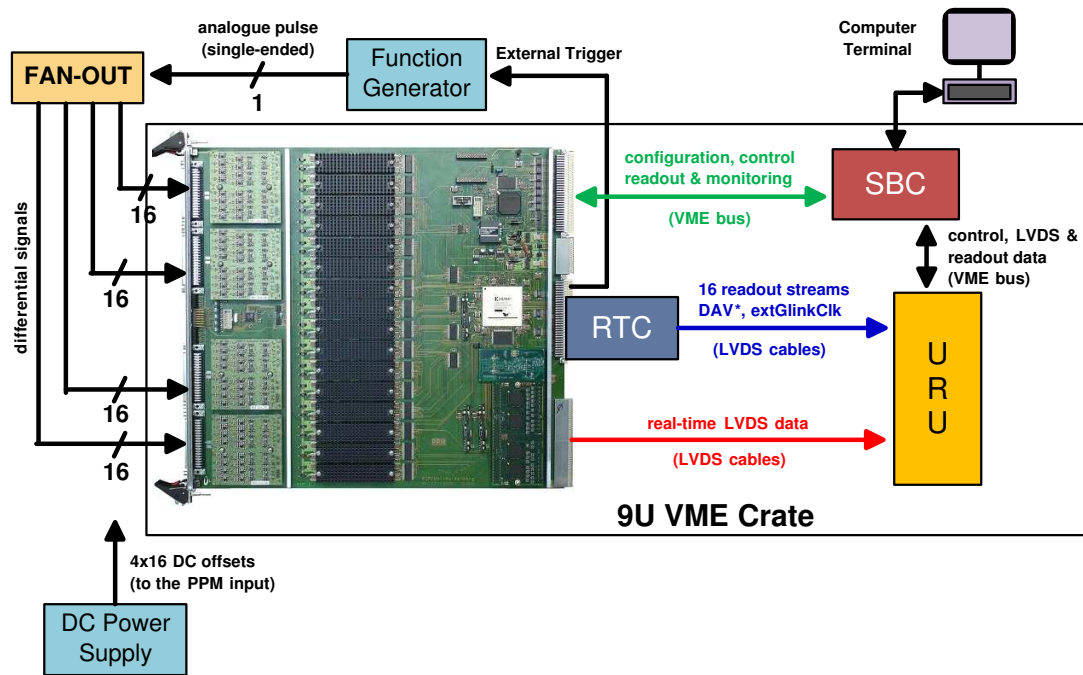 analogue pulse
(single-ended)
1
FAN-OUT
Function
Generator
External Trigger
Computer
Terminal
differential signals
16
16
16
16
configuration, control
readout & monitoring
(VME bus)
SBC
control, LVDS &
readout data
(VME bus)
RTC
16 readout streams
DAV*, extGlinkClk
(LVDS cables)
U
R
U
real-time LVDS data
(LVDS cables)
9U VME Crate
4x16 DC offsets
(to the PPM input)
DC Power
Supply